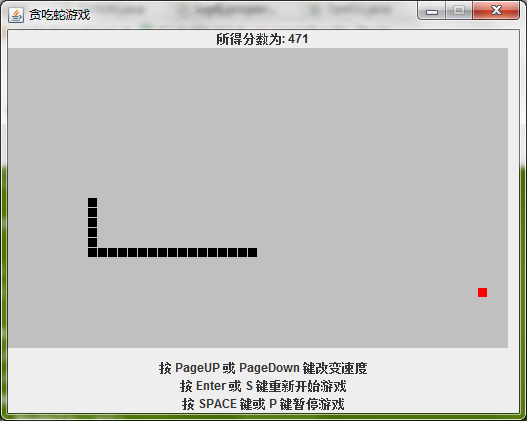 贪吃蛇游戏
所得分数为: 471
按 PageUP 或 PageDown 键改变速度
按 Enter 或 S 键重新开始游戏
按 SPACE 键或 P 键暂停游戏